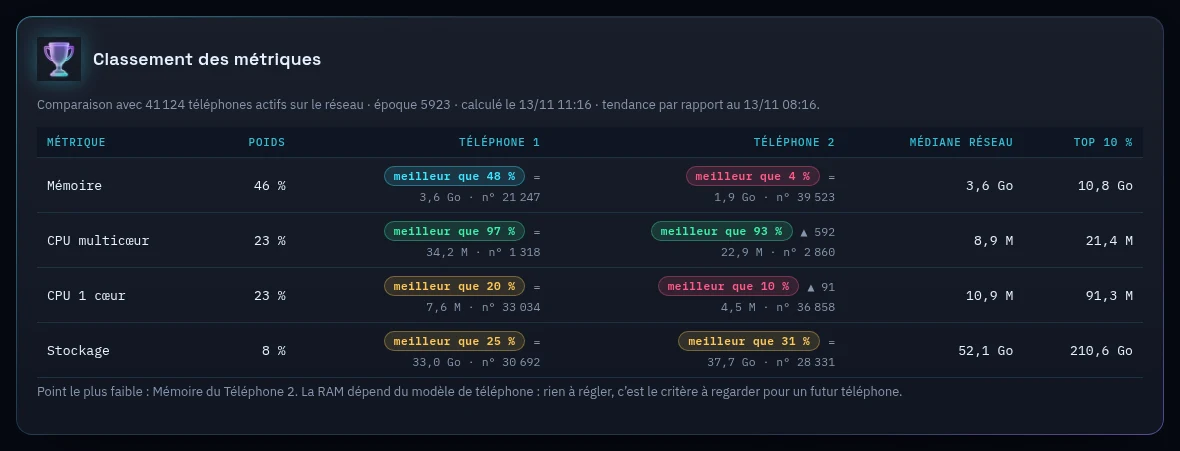 Classement des métriques
Comparaison avec 41 124 téléphones actifs sur le réseau · époque 5923 · calculé le 13/11 11:16 · tendance par rapport au 13/11 08:16.
MÉTRIQUE POIDS TÉLÉPHONE 1 TÉLÉPHONE 2 MÉDIANE RÉSEAU TOP 10 %
Mémoire 46 % meilleur que 48 % = meilleur que 4 % = 3,6 Go 10,8 Go
3,6 Go · n° 21 247 1,9 Go · n° 39 523
CPU multicœur 23 % meilleur que 97 % = meilleur que 93 % ▲ 592 8,9 M 21,4 M
34,2 M · n° 1 318 22,9 M · n° 2 860
CPU 1 cœur 23 % meilleur que 20 % = meilleur que 10 % ▲ 91 10,9 M 91,3 M
7,6 M · n° 33 034 4,5 M · n° 36 858
Stockage 8 % meilleur que 25 % = meilleur que 31 % = 52,1 Go 210,6 Go
33,0 Go · n° 30 692 37,7 Go · n° 28 331
Point le plus faible : Mémoire du Téléphone 2. La RAM dépend du modèle de téléphone : rien à régler, c’est le critère à regarder pour un futur téléphone.